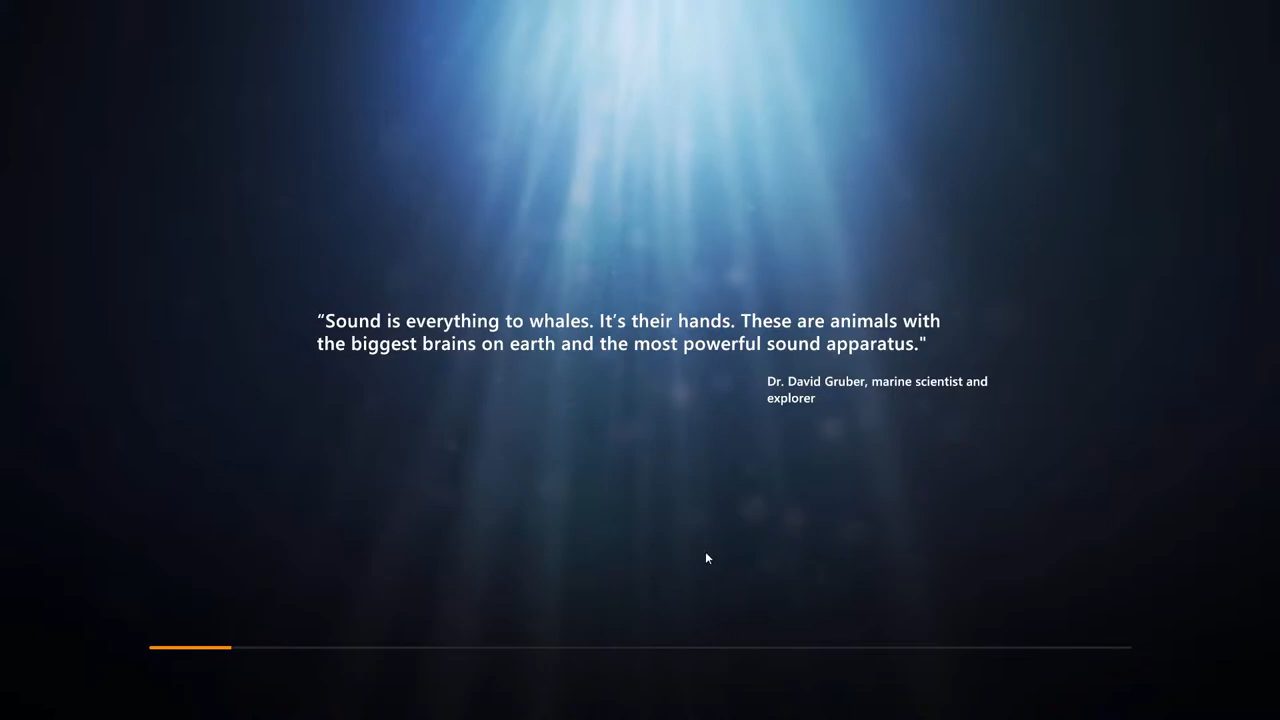 “Sound is everything to whales. It’s their hands. These are animals with
the biggest brains on earth and the most powerful sound apparatus."
Dr. David Gruber, marine scientist and
explorer